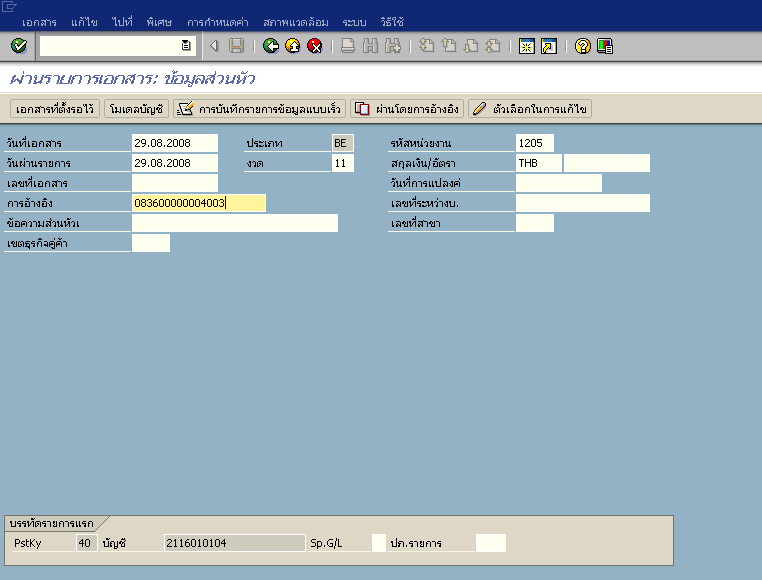 เอกสาร แก้ไข ไปที่ พิเศษ การกำหนดค่า สภาพแวดล้อม ระบบ วิธีใช้
ผ่านรายการเอกสาร: ข้อมูลส่วนหัว
เอกสารที่ตั้งรอไว้ โมเดลบัญชี การบันทึกรายการข้อมูลแบบเร็ว ผ่านโดยการอ้างอิง ตัวเลือกในการแก้ไข
วันที่เอกสาร 29.08.2008 ประเภท BE รหัสหน่วยงาน 1205
วันผ่านรายการ 29.08.2008 งวด 11 สกุลเงิน/อัตรา THB
เลขที่เอกสาร วันที่การแปลงค่
การอ้างอิง 083600000004003 เลขที่ระหว่างบ.
ข้อความส่วนหัวเ เลขที่สาขา
เขตธุรกิจคู่ค้า
บรรทัดรายการแรก
PstKy 40 บัญชี 2116010104 Sp.G/L ปภ.รายการ